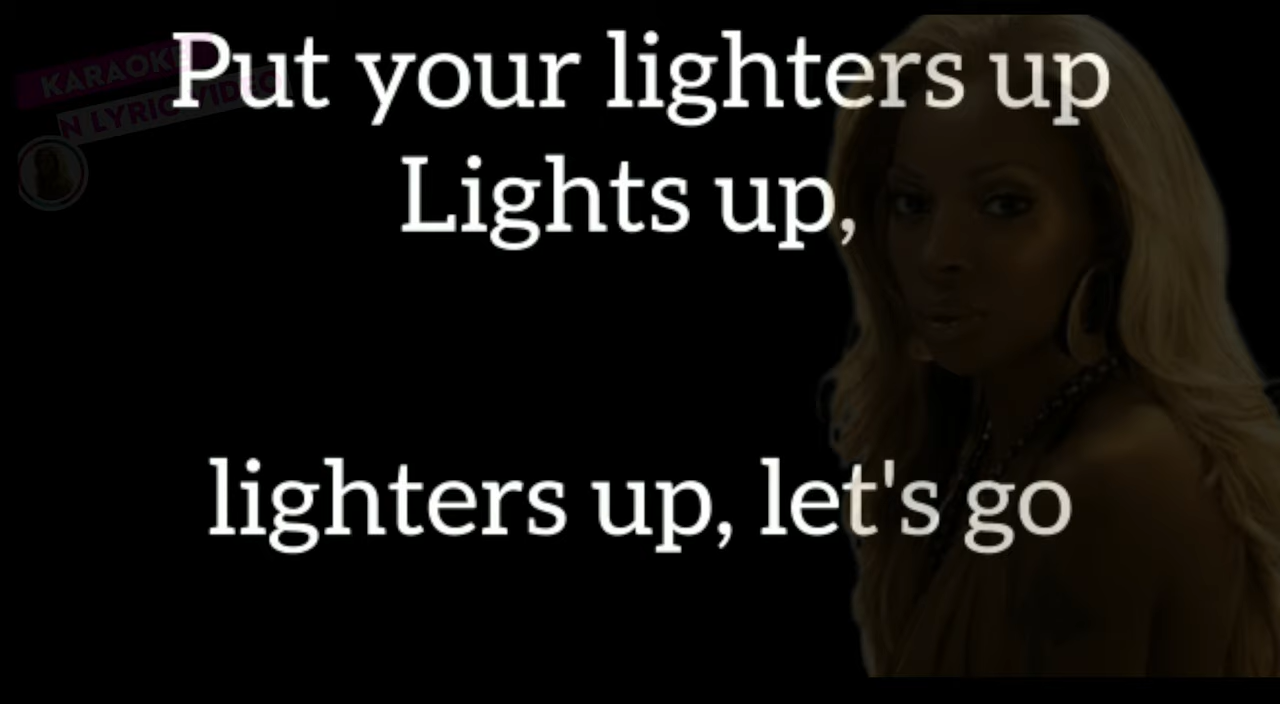 KARAOKE
N LYRIC VIDEO
Put your lighters up
Lights up,
lighters up, let's go